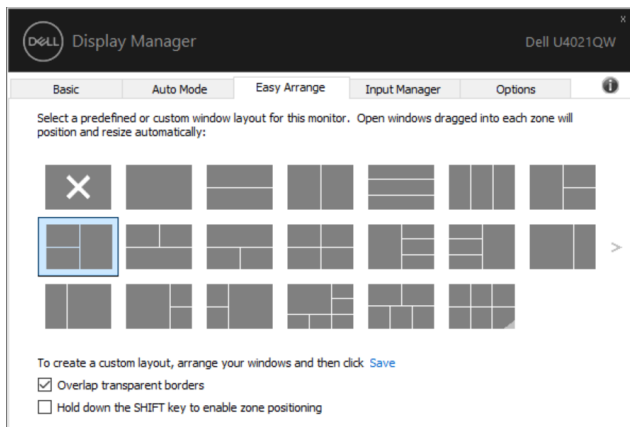 x
DELL Display Manager Dell U4021QW
Basic Auto Mode Easy Arrange Input Manager Options i
Select a predefined or custom window layout for this monitor. Open windows dragged into each zone will
position and resize automatically:
>
To create a custom layout, arrange your windows and then click Save
Overlap transparent borders
Hold down the SHIFT key to enable zone positioning